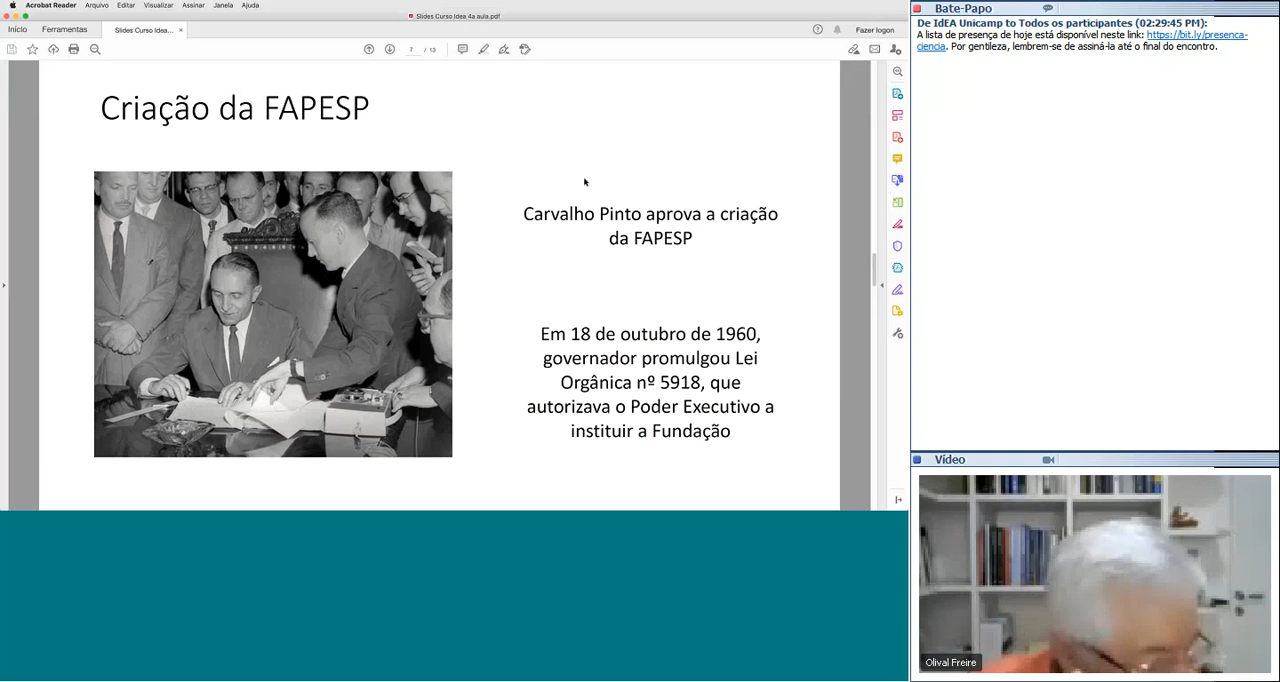 Acrobat Reader Arquivo Editar Visualizar Assinar Janela Ajuda
Slides Curso Idea 4a aula.pdf
Início Ferramentas Slides Curso Idea... × Fazer logon
7 / 13
Criação da FAPESP
Carvalho Pinto aprova a criação
da FAPESP
Em 18 de outubro de 1960,
governador promulgou Lei
Orgânica nº 5918, que
autorizava o Poder Executivo a
instituir a Fundação
Bate-Papo
De IdEA Unicamp to Todos os participantes (02:29:45 PM):
A lista de presença de hoje está disponível neste link: https://bit.ly/presenca-
ciencia. Por gentileza, lembrem-se de assiná-la até o final do encontro.
Vídeo
Olival Freire